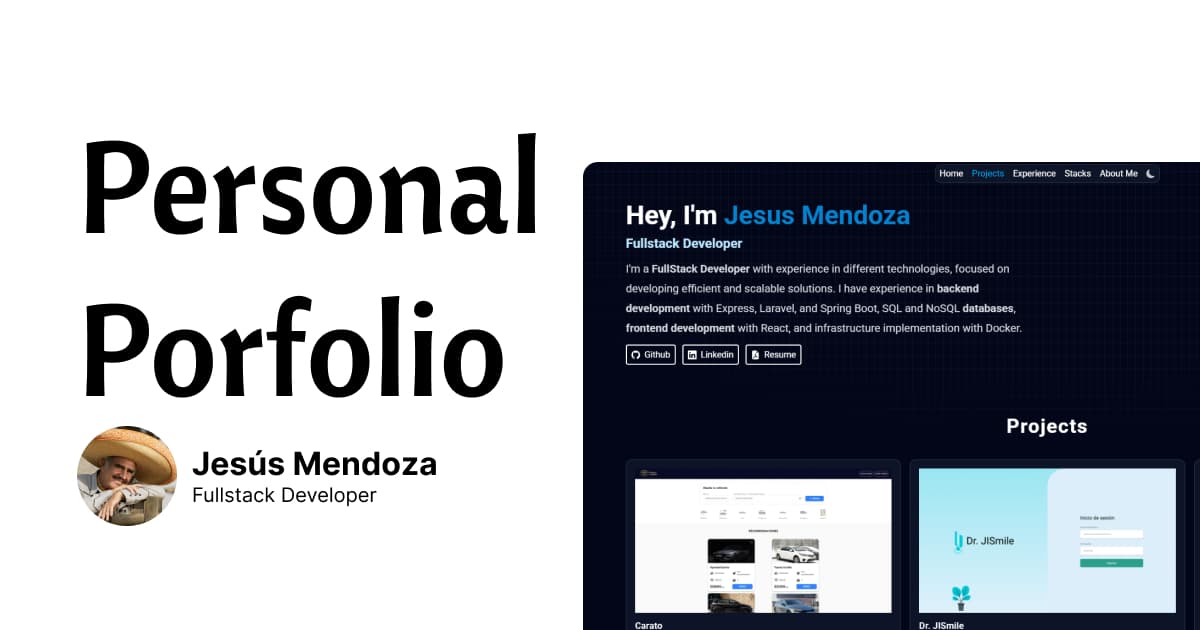 Personal
Porfolio
Jesús Mendoza
Fullstack Developer
Home Projects Experience Stacks About Me
Hey, I'm Jesus Mendoza
Fullstack Developer
I'm a FullStack Developer with experience in different technologies, focused on
developing efficient and scalable solutions. I have experience in backend
development with Express, Laravel, and Spring Boot, SQL and NoSQL databases,
frontend development with React, and infrastructure implementation with Docker.
Github Linkedin Resume
Projects
Dr. JISmile
Inicio de sesión
Carato
Dr. JISmile